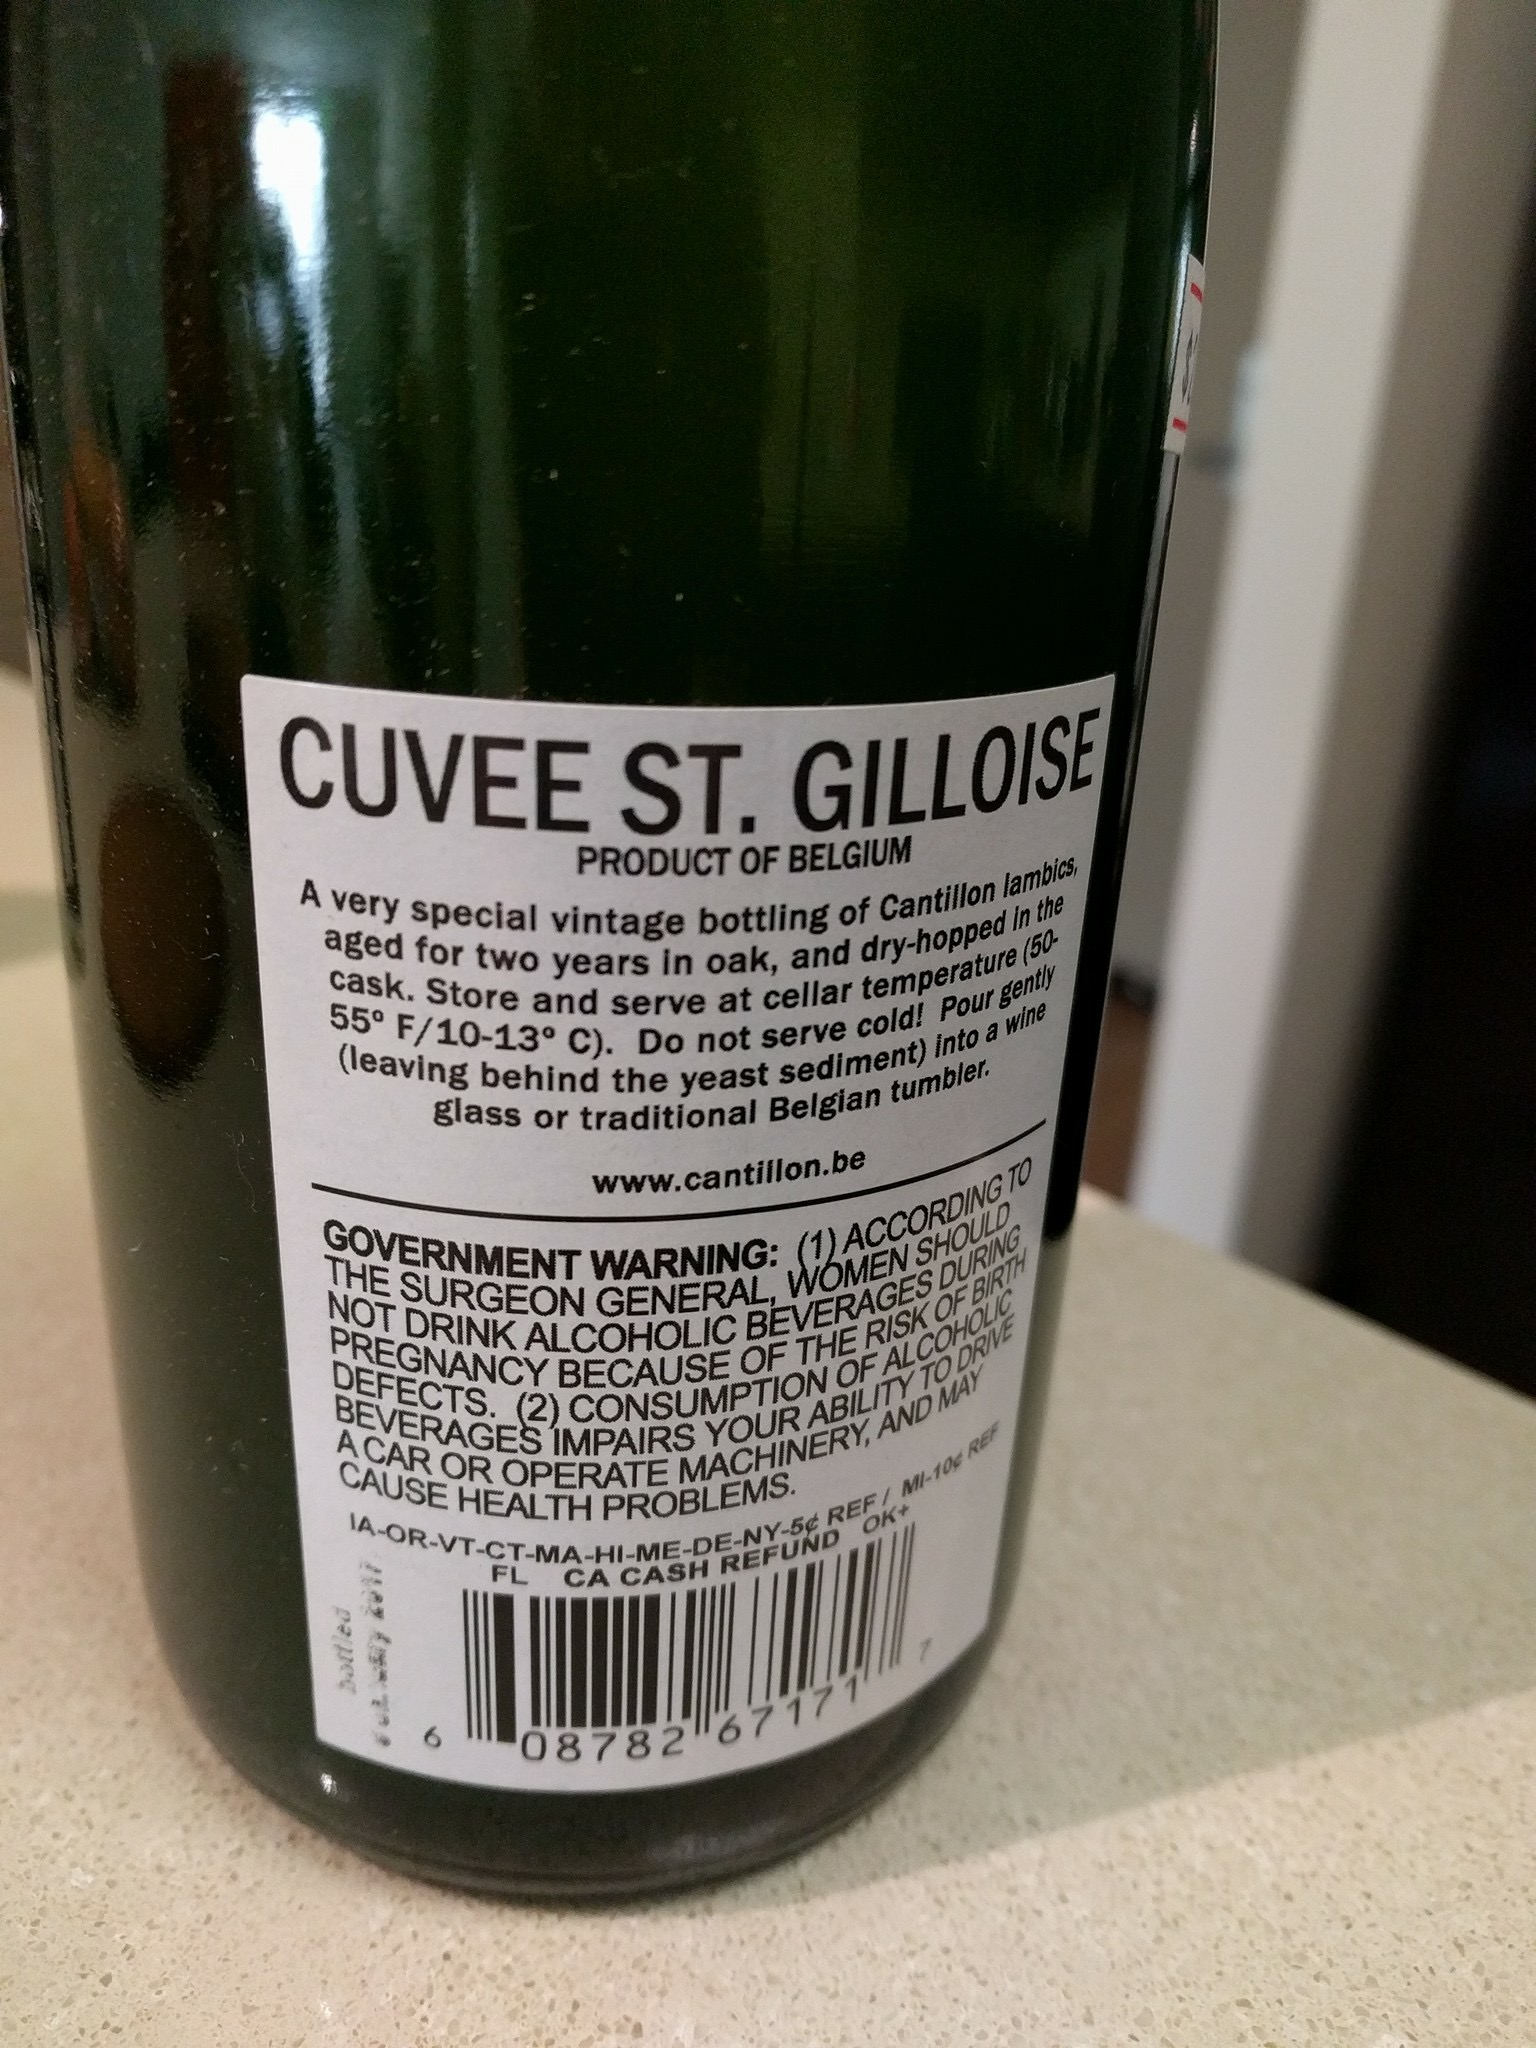 CUVEE ST. GILLOISE
PRODUCT OF BELGIUM
A very special vintage bottling of Cantillon lambics,
aged for two years in oak, and dry-hopped in the
cask. Store and serve at cellar temperature (50-
55º F/10-13º C). Do not serve cold! Pour gently
(leaving behind the yeast sediment) into a wine
glass or traditional Belgian tumbler.
www.cantillon.be
GOVERNMENT WARNING: (1) ACCORDING TO
THE SURGEON GENERAL, WOMEN SHOULD
NOT DRINK ALCOHOLIC BEVERAGES DURING
PREGNANCY BECAUSE OF THE RISK OF BIRTH
DEFECTS. (2) CONSUMPTION OF ALCOHOLIC
BEVERAGES IMPAIRS YOUR ABILITY TO DRIVE
A CAR OR OPERATE MACHINERY, AND MAY
CAUSE HEALTH PROBLEMS.
IA-OR-VT-CT-MA-HI-ME-DE-NY-5¢ REF / MI-10¢ REF
FL CA CASH REFUND OK+
Bottled
2017
6 08782 67171 7